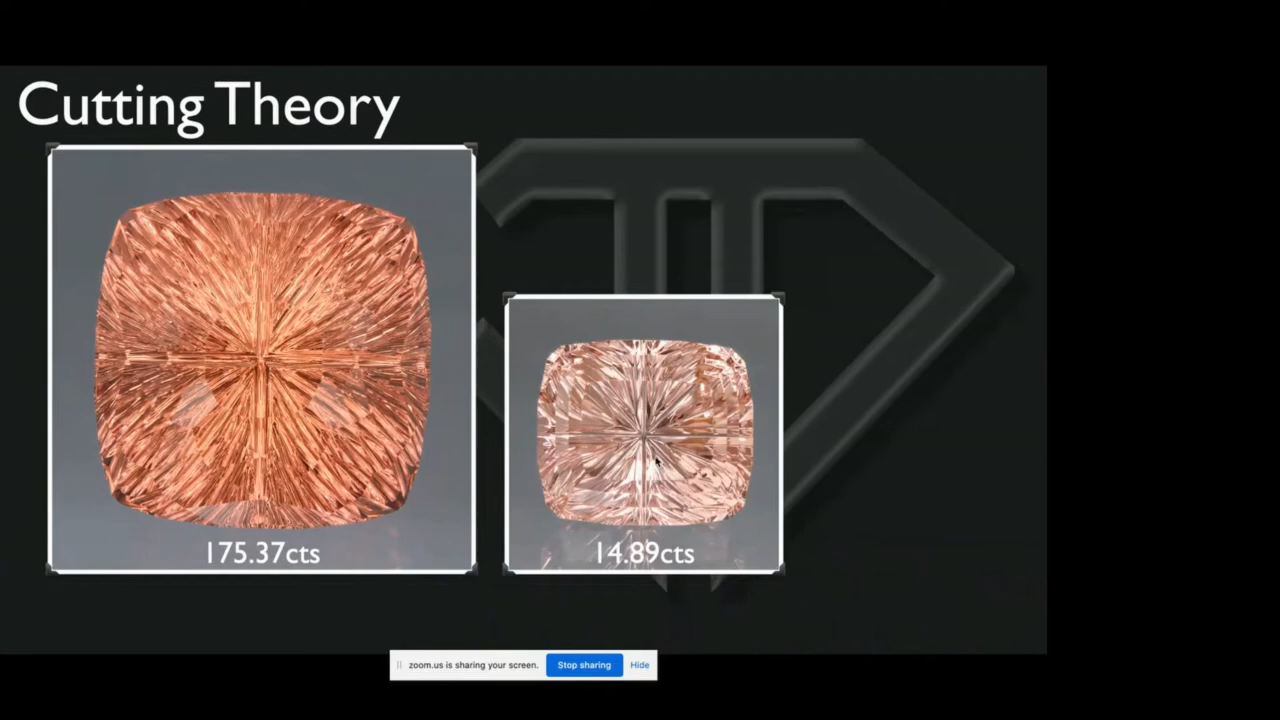 Cutting Theory
175.37cts
14.89cts
zoom.us is sharing your screen. Stop sharing Hide